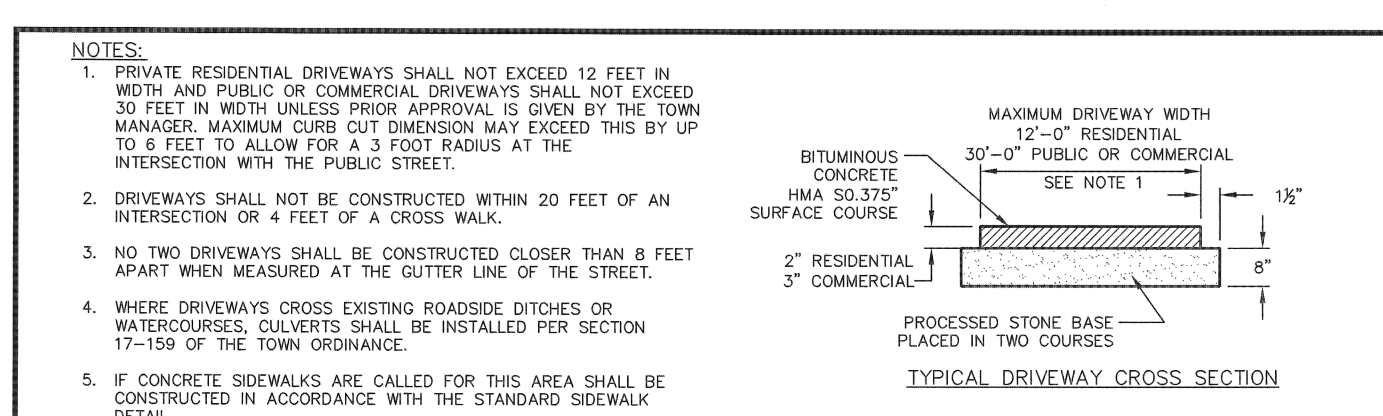 NOTES:
1. PRIVATE RESIDENTIAL DRIVEWAYS SHALL NOT EXCEED 12 FEET IN
WIDTH AND PUBLIC OR COMMERCIAL DRIVEWAYS SHALL NOT EXCEED
30 FEET IN WIDTH UNLESS PRIOR APPROVAL IS GIVEN BY THE TOWN
MANAGER. MAXIMUM CURB CUT DIMENSION MAY EXCEED THIS BY UP
TO 6 FEET TO ALLOW FOR A 3 FOOT RADIUS AT THE
INTERSECTION WITH THE PUBLIC STREET.
2. DRIVEWAYS SHALL NOT BE CONSTRUCTED WITHIN 20 FEET OF AN
INTERSECTION OR 4 FEET OF A CROSS WALK.
3. NO TWO DRIVEWAYS SHALL BE CONSTRUCTED CLOSER THAN 8 FEET
APART WHEN MEASURED AT THE GUTTER LINE OF THE STREET.
4. WHERE DRIVEWAYS CROSS EXISTING ROADSIDE DITCHES OR
WATERCOURSES, CULVERTS SHALL BE INSTALLED PER SECTION
17-159 OF THE TOWN ORDINANCE.
5. IF CONCRETE SIDEWALKS ARE CALLED FOR THIS AREA SHALL BE
CONSTRUCTED IN ACCORDANCE WITH THE STANDARD SIDEWALK
DETAIL
MAXIMUM DRIVEWAY WIDTH
12'-0" RESIDENTIAL
30'-0" PUBLIC OR COMMERCIAL
SEE NOTE 1
BITUMINOUS
CONCRETE
HMA S0.375"
SURFACE COURSE
1½"
2" RESIDENTIAL
3" COMMERCIAL
8"
PROCESSED STONE BASE
PLACED IN TWO COURSES
TYPICAL DRIVEWAY CROSS SECTION